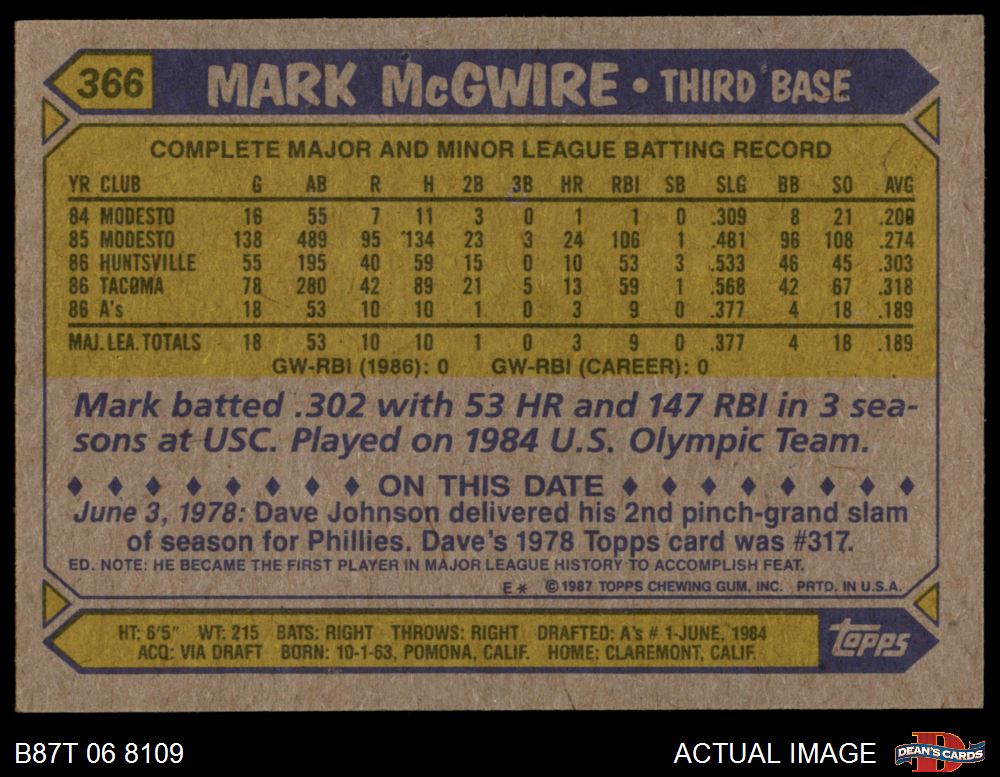 366 MARK McGWIRE • THIRD BASE
COMPLETE MAJOR AND MINOR LEAGUE BATTING RECORD
YR CLUB G AB R H 2B 3B HR RBI SB SLG BB SO AVG
84 MODESTO 16 55 7 11 3 0 1 1 0 .309 8 21 .200
85 MODESTO 138 489 95 134 23 3 24 106 1 .481 96 108 .274
86 HUNTSVILLE 55 195 40 59 15 0 10 53 3 .533 46 45 .303
86 TACOMA 78 280 42 89 21 5 13 59 1 .568 42 67 .318
86 A's 18 53 10 10 1 0 3 9 0 .377 4 18 .189
MAJ. LEA. TOTALS 18 53 10 10 1 0 3 9 0 .377 4 18 .189
GW-RBI (1986): 0 GW-RBI (CAREER): 0
Mark batted .302 with 53 HR and 147 RBI in 3 sea-
sons at USC. Played on 1984 U.S. Olympic Team.
♦ ♦ ♦ ♦ ♦ ♦ ♦ ♦ ON THIS DATE ♦ ♦ ♦ ♦ ♦ ♦ ♦ ♦
June 3, 1978: Dave Johnson delivered his 2nd pinch-grand slam
of season for Phillies. Dave's 1978 Topps card was #317.
ED. NOTE: HE BECAME THE FIRST PLAYER IN MAJOR LEAGUE HISTORY TO ACCOMPLISH FEAT.
E* © 1987 TOPPS CHEWING GUM, INC. PRTD. IN U.S.A.
HT: 6'5" WT: 215 BATS: RIGHT THROWS: RIGHT DRAFTED: A's # 1-JUNE, 1984
ACQ: VIA DRAFT BORN: 10-1-63, POMONA, CALIF. HOME: CLAREMONT, CALIF.
Topps
B87T 06 8109
ACTUAL IMAGE
D
DEAN'S CARDS